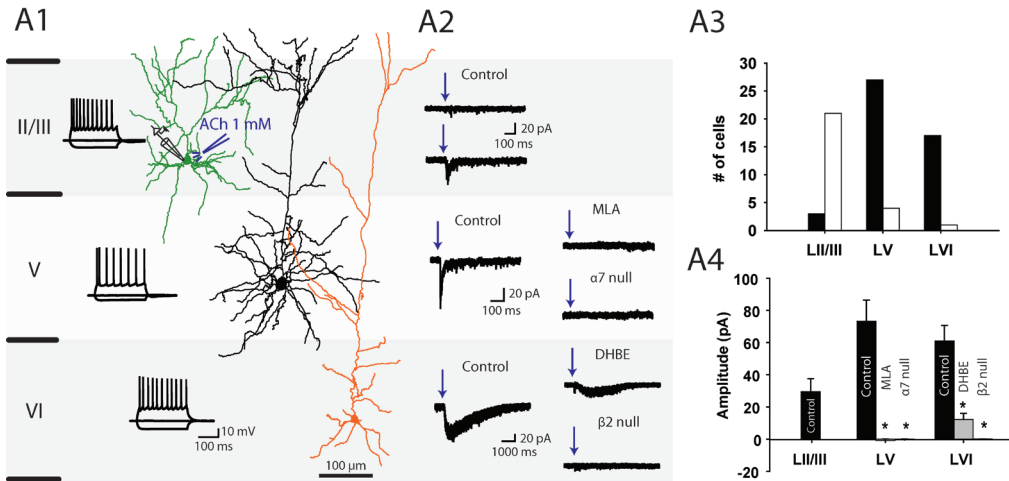 A1
A2
A3
II/III
V
VI
ACh 1 mM
10 mV
100 ms
100 µm
Control
20 pA
100 ms
Control
20 pA
100 ms
MLA
α7 null
Control
20 pA
1000 ms
DHBE
β2 null
# of cells
30
25
20
15
10
5
0
LII/III
LV
LVI
A4
Amplitude (pA)
100
80
60
40
20
0
-20
Control
Control
MLA
α7 null
Control
DHBE
β2 null
* *
* *
LII/III
LV
LVI